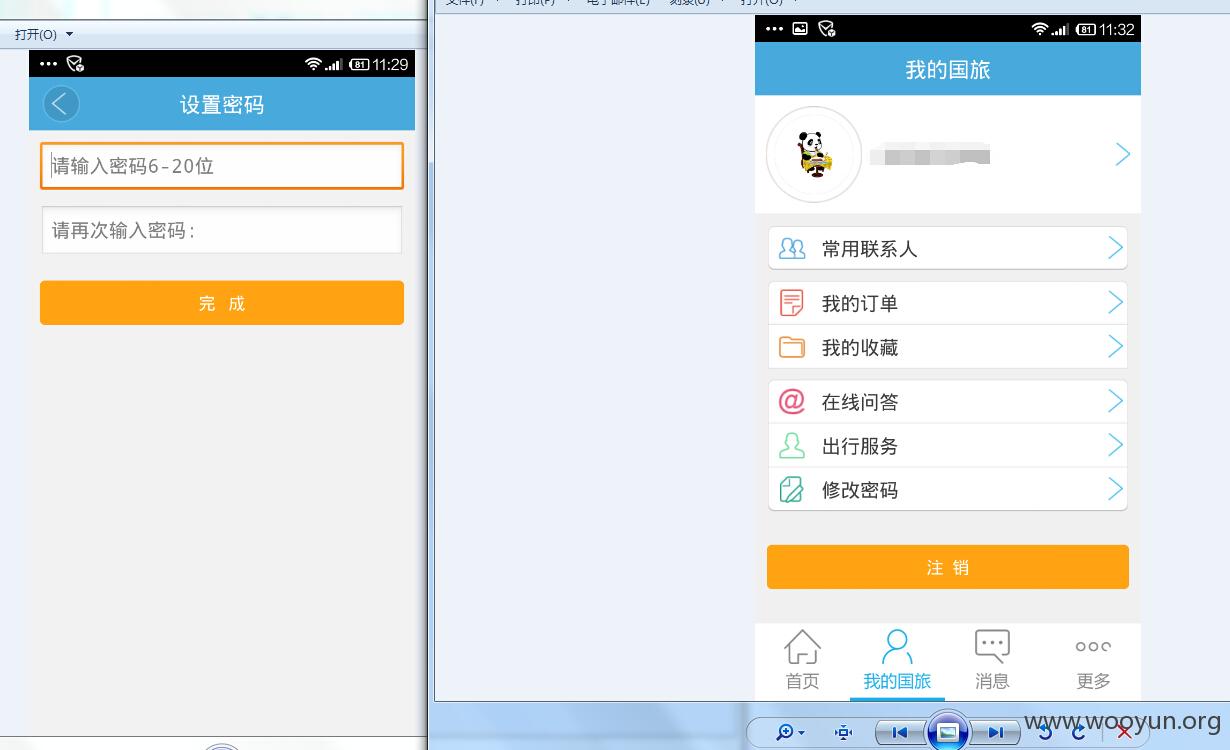 打开(O)
11:29
设置密码
请输入密码6-20位
请再次输入密码:
完 成
81 11:32
我的国旅
常用联系人
我的订单
我的收藏
在线问答
出行服务
修改密码
注 销
首页
我的国旅
消息
更多
www.wooyun.org